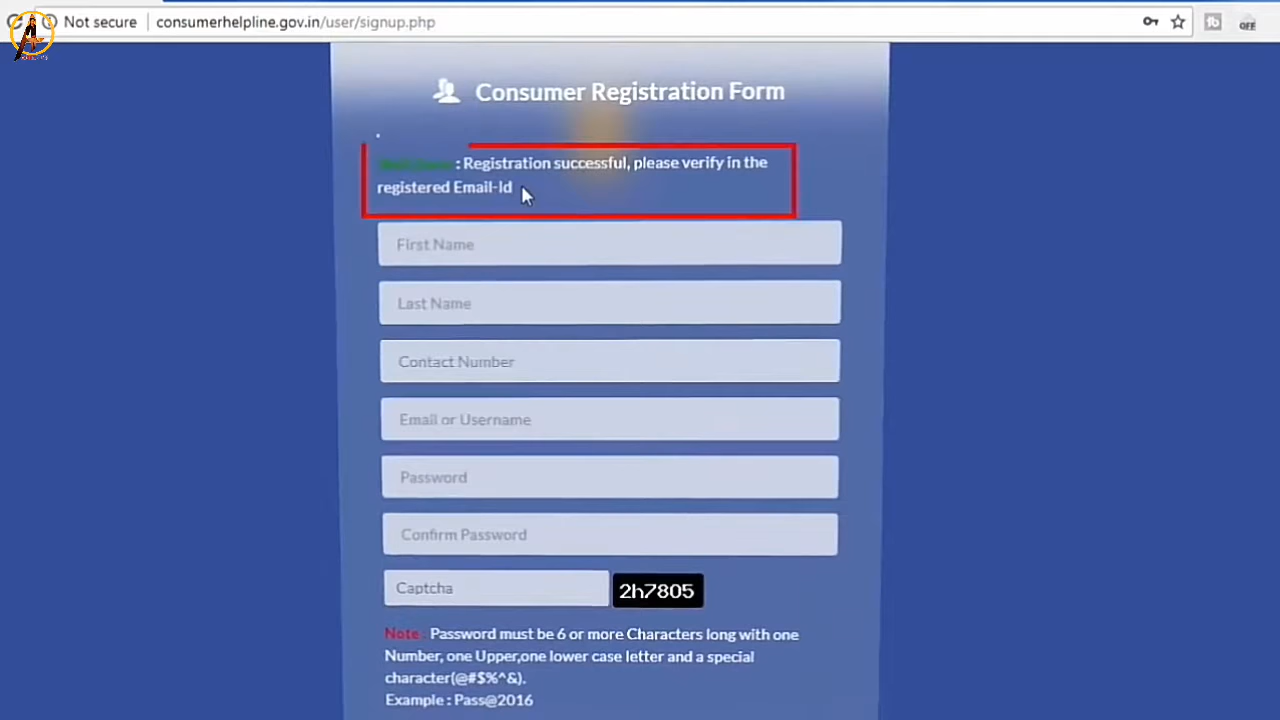 Not secure
consumerhelpline.gov.in/user/signup.php
OFF
Consumer Registration Form
: Registration successful, please verify in the
registered Email-Id
First Name
Last Name
Contact Number
Email or Username
Password
Confirm Password
Captcha 2h7805
Note : Password must be 6 or more Characters long with one
Number, one Upper,one lower case letter and a special
character(@#$%^&).
Example : Pass@2016